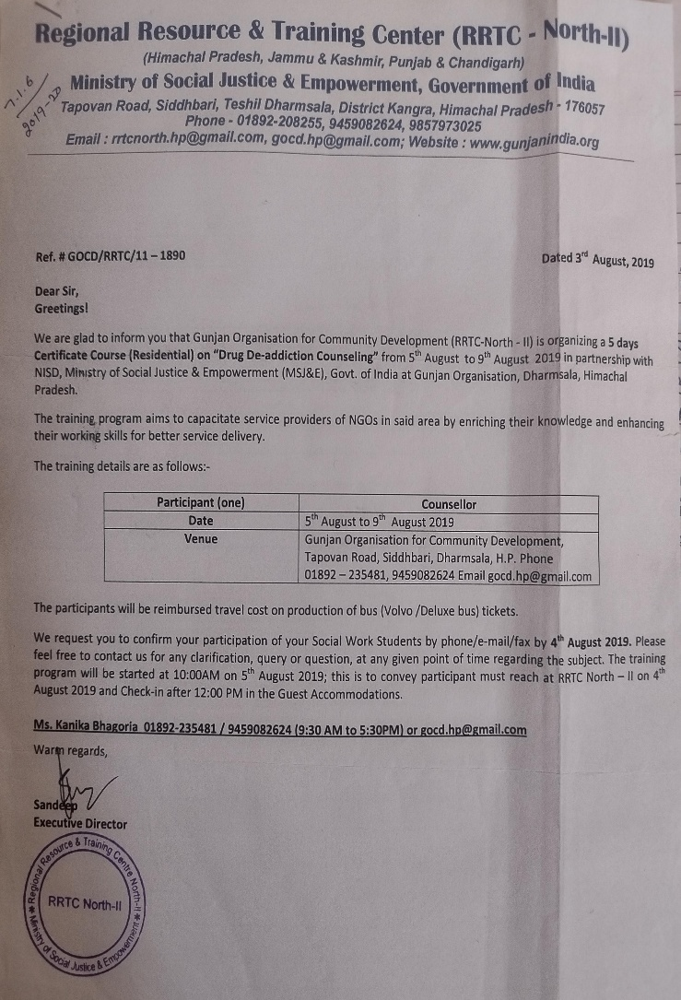 Regional Resource & Training Center (RRTC - North-II)
(Himachal Pradesh, Jammu & Kashmir, Punjab & Chandigarh)
7.1.6
2019-20
Ministry of Social Justice & Empowerment, Government of India
Tapovan Road, Siddhbari, Teshil Dharmsala, District Kangra, Himachal Pradesh - 176057
Phone - 01892-208255, 9459082624, 9857973025
Email : rrtcnorth.hp@gmail.com, gocd.hp@gmail.com; Website : www.gunjanindia.org
Ref. # GOCD/RRTC/11 – 1890
Dated 3rd August, 2019
Dear Sir,
Greetings!
We are glad to inform you that Gunjan Organisation for Community Development (RRTC-North - II) is organizing a 5 days
Certificate Course (Residential) on "Drug De-addiction Counseling" from 5th August to 9th August 2019 in partnership with
NISD, Ministry of Social Justice & Empowerment (MSJ&E), Govt. of India at Gunjan Organisation, Dharmsala, Himachal
Pradesh.
The training program aims to capacitate service providers of NGOs in said area by enriching their knowledge and enhancing
their working skills for better service delivery.
The training details are as follows:-
Participant (one) Counsellor
Date 5th August to 9th August 2019
Venue Gunjan Organisation for Community Development,
Tapovan Road, Siddhbari, Dharmsala, H.P. Phone
01892 – 235481, 9459082624 Email gocd.hp@gmail.com
The participants will be reimbursed travel cost on production of bus (Volvo /Deluxe bus) tickets.
We request you to confirm your participation of your Social Work Students by phone/e-mail/fax by 4th August 2019. Please
feel free to contact us for any clarification, query or question, at any given point of time regarding the subject. The training
program will be started at 10:00AM on 5th August 2019; this is to convey participant must reach at RRTC North – II on 4th
August 2019 and Check-in after 12:00 PM in the Guest Accommodations.
Ms. Kanika Bhagoria 01892-235481 / 9459082624 (9:30 AM to 5:30PM) or gocd.hp@gmail.com
Warm regards,
Sandeep
Executive Director
Regional Resource & Training Centre North-II
RRTC North-II
Ministry of Social Justice & Empowerment